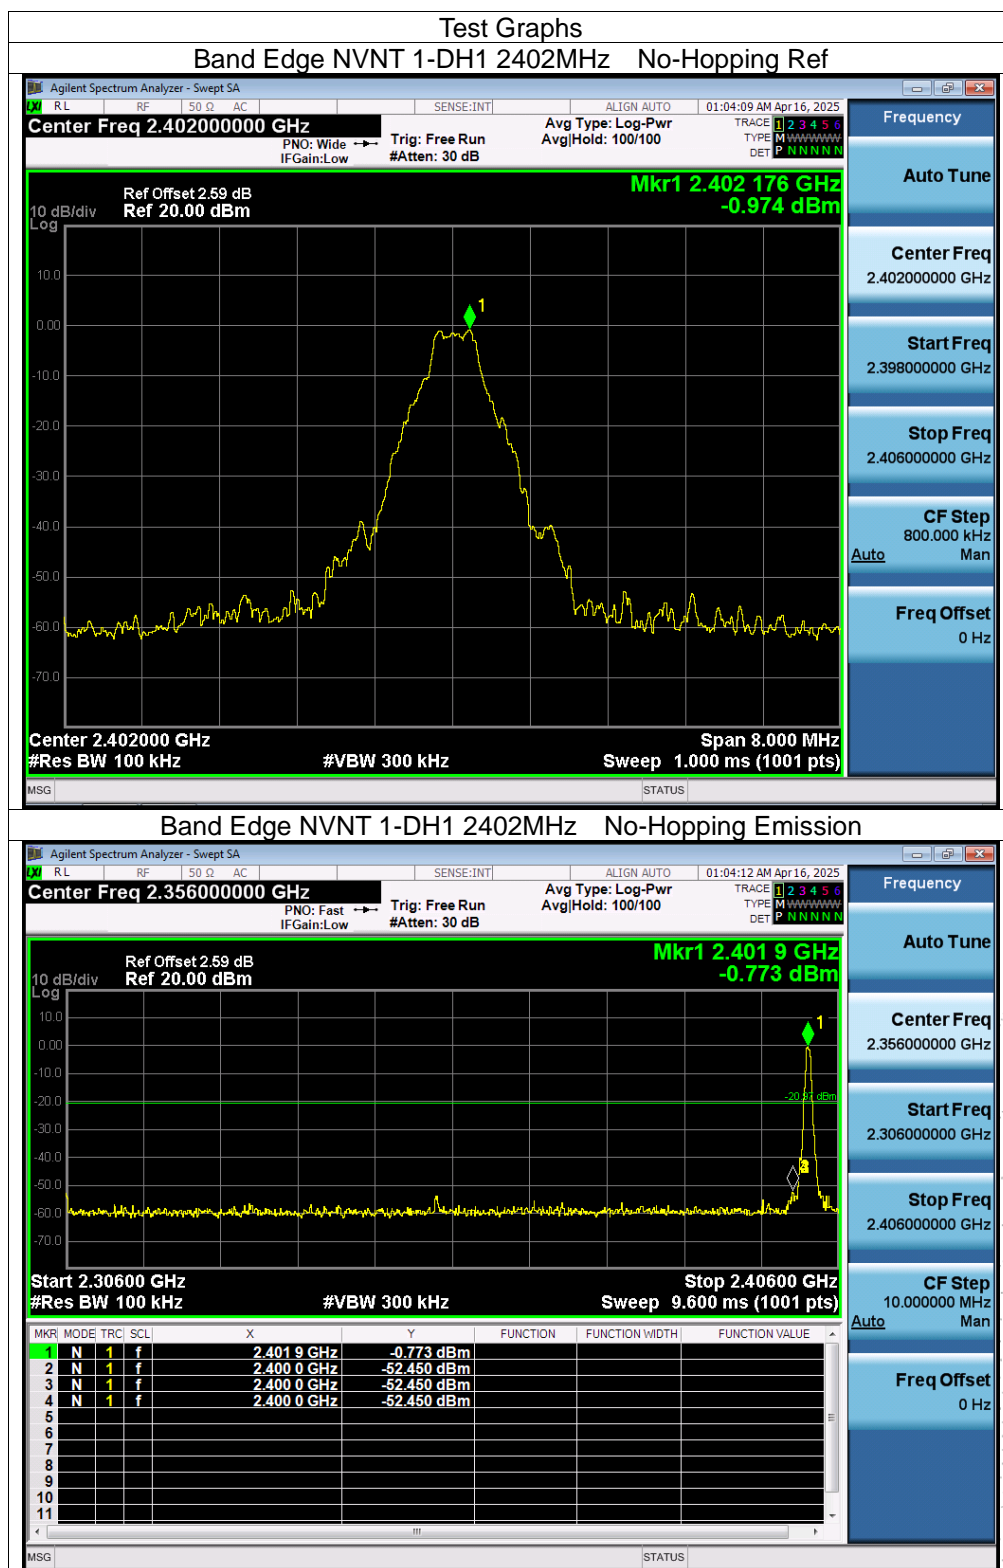 Test Graphs
Band Edge NVNT 1-DH1 2402MHz No-Hopping Ref
Agilent Spectrum Analyzer - Swept SA
LXI RL RF 50 Ω AC SENSE:INT ALIGN AUTO 01:04:09 AM Apr 16, 2025
Center Freq 2.402000000 GHz
PNO: Wide
IFGain:Low
Trig: Free Run
#Atten: 30 dB
Avg Type: Log-Pwr
Avg|Hold: 100/100
TRACE 1 2 3 4 5 6
TYPE M WWWWW
DET P N N N N N
Frequency
Auto Tune
Center Freq
2.402000000 GHz
Start Freq
2.398000000 GHz
Stop Freq
2.406000000 GHz
CF Step
800.000 kHz
Auto Man
Freq Offset
0 Hz
Mkr1 2.402 176 GHz
-0.974 dBm
Ref Offset 2.59 dB
10 dB/div Ref 20.00 dBm
Log
10.0
0.00
-10.0
-20.0
-30.0
-40.0
-50.0
-60.0
-70.0
1
Center 2.402000 GHz Span 8.000 MHz
#Res BW 100 kHz #VBW 300 kHz Sweep 1.000 ms (1001 pts)
MSG STATUS
Band Edge NVNT 1-DH1 2402MHz No-Hopping Emission
Agilent Spectrum Analyzer - Swept SA
LXI RL RF 50 Ω AC SENSE:INT ALIGN AUTO 01:04:12 AM Apr 16, 2025
Center Freq 2.356000000 GHz
PNO: Fast
IFGain:Low
Trig: Free Run
#Atten: 30 dB
Avg Type: Log-Pwr
Avg|Hold: 100/100
TRACE 1 2 3 4 5 6
TYPE M WWWWW
DET P N N N N N
Frequency
Auto Tune
Center Freq
2.356000000 GHz
Start Freq
2.306000000 GHz
Stop Freq
2.406000000 GHz
CF Step
10.000000 MHz
Auto Man
Freq Offset
0 Hz
Mkr1 2.401 9 GHz
-0.773 dBm
Ref Offset 2.59 dB
10 dB/div Ref 20.00 dBm
Log
10.0
0.00
-10.0
-20.0
-30.0
-40.0
-50.0
-60.0
-70.0
1
-20.97 dBm
Start 2.30600 GHz Stop 2.40600 GHz
#Res BW 100 kHz #VBW 300 kHz Sweep 9.600 ms (1001 pts)
MKR MODE TRC SCL X Y FUNCTION FUNCTION WIDTH FUNCTION VALUE
1 N 1 f 2.401 9 GHz -0.773 dBm
2 N 1 f 2.400 0 GHz -52.450 dBm
3 N 1 f 2.400 0 GHz -52.450 dBm
4 N 1 f 2.400 0 GHz -52.450 dBm
5
6
7
8
9
10
11
MSG STATUS